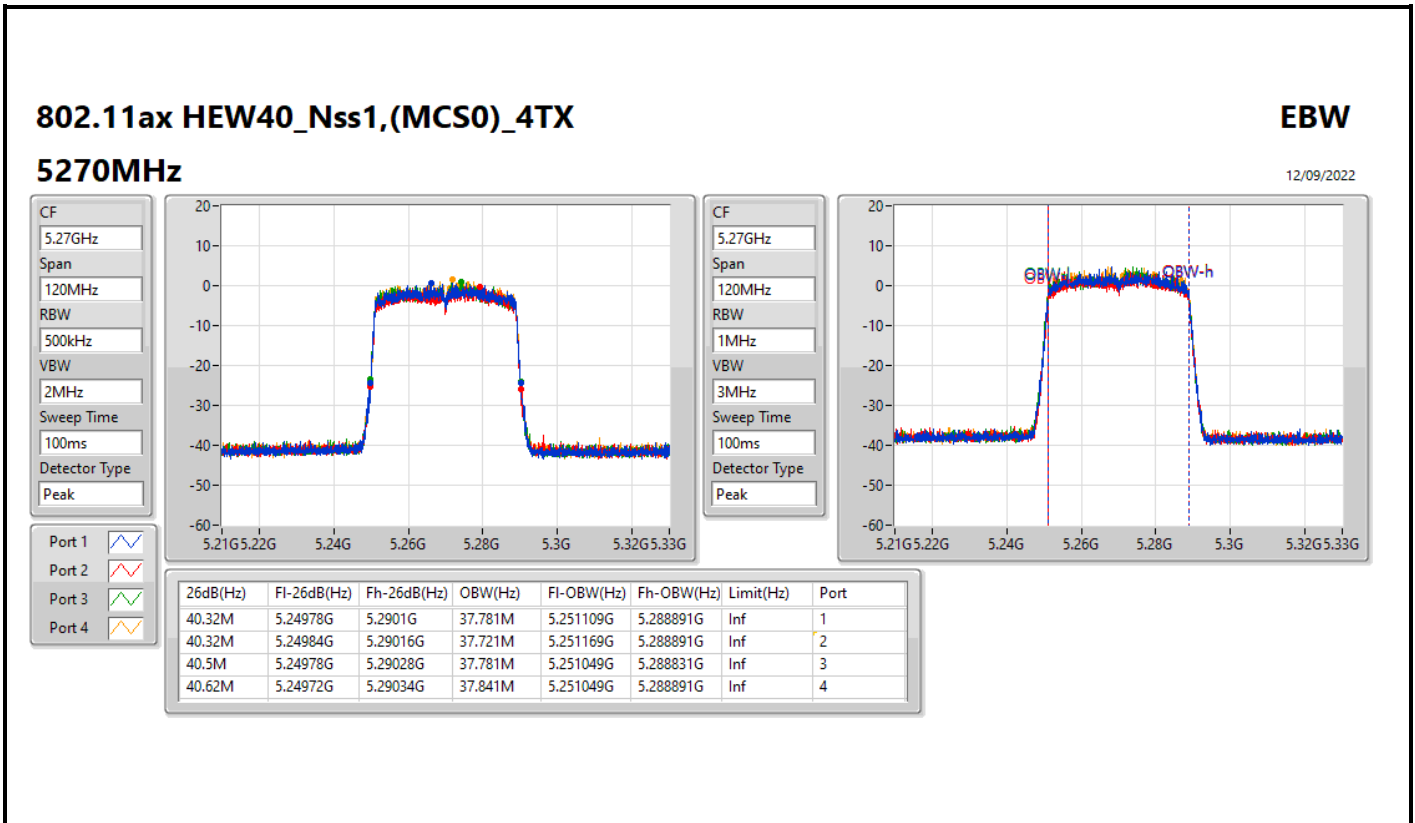 802.11ax HEW40_Nss1,(MCS0)_4TX
EBW
5270MHz
12/09/2022
CF
5.27GHz
Span
120MHz
RBW
500kHz
VBW
2MHz
Sweep Time
100ms
Detector Type
Peak
20
10
0
-10
-20
-30
-40
-50
-60
5.21G 5.22G 5.24G 5.26G 5.28G 5.3G 5.32G 5.33G
CF
5.27GHz
Span
120MHz
RBW
1MHz
VBW
3MHz
Sweep Time
100ms
Detector Type
Peak
20
10
0
-10
-20
-30
-40
-50
-60
OBW-h
5.21G 5.22G 5.24G 5.26G 5.28G 5.3G 5.32G 5.33G
Port 1
Port 2
Port 3
Port 4
26dB(Hz) Fl-26dB(Hz) Fh-26dB(Hz) OBW(Hz) Fl-OBW(Hz) Fh-OBW(Hz) Limit(Hz) Port
40.32M 5.24978G 5.2901G 37.781M 5.251109G 5.288891G Inf 1
40.32M 5.24984G 5.29016G 37.721M 5.251169G 5.288891G Inf 2
40.5M 5.24978G 5.29028G 37.781M 5.251049G 5.288831G Inf 3
40.62M 5.24972G 5.29034G 37.841M 5.251049G 5.288891G Inf 4